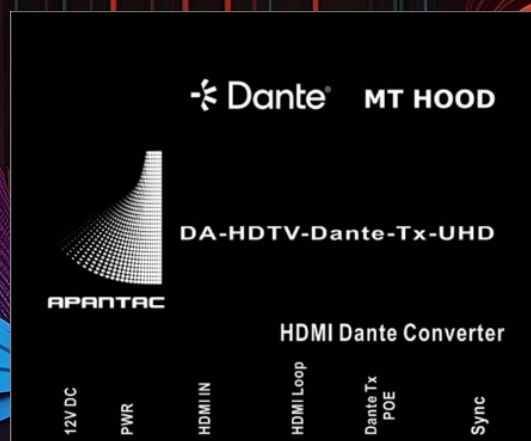 Dante® MT HOOD
DA-HDTV-Dante-Tx-UHD
APANTAC
HDMI Dante Converter
12V DC
PWR
HDMI IN
HDMI Loop
Dante Tx
POE
Sync